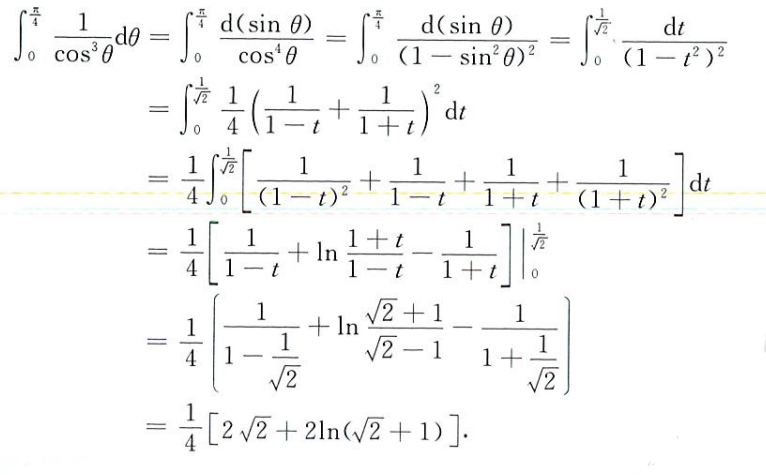 $\int_0^{\frac{\pi}{4}} \frac{1}{\cos^3\theta} d\theta = \int_0^{\frac{\pi}{4}} \frac{d(\sin\theta)}{\cos^4\theta} = \int_0^{\frac{\pi}{4}} \frac{d(\sin\theta)}{(1-\sin^2\theta)^2} = \int_0^{\frac{1}{\sqrt{2}}} \frac{dt}{(1-t^2)^2}$
$= \int_0^{\frac{1}{\sqrt{2}}} \frac{1}{4}\left(\frac{1}{1-t}+\frac{1}{1+t}\right)^2 dt$
$= \frac{1}{4}\int_0^{\frac{1}{\sqrt{2}}}\left[\frac{1}{(1-t)^2}+\frac{1}{1-t}+\frac{1}{1+t}+\frac{1}{(1+t)^2}\right]dt$
$= \frac{1}{4}\left[\frac{1}{1-t}+\ln\frac{1+t}{1-t}-\frac{1}{1+t}\right]\Big|_0^{\frac{1}{\sqrt{2}}}$
$= \frac{1}{4}\left(\frac{1}{1-\frac{1}{\sqrt{2}}}+\ln\frac{\sqrt{2}+1}{\sqrt{2}-1}-\frac{1}{1+\frac{1}{\sqrt{2}}}\right)$
$= \frac{1}{4}[2\sqrt{2}+2\ln(\sqrt{2}+1)].$